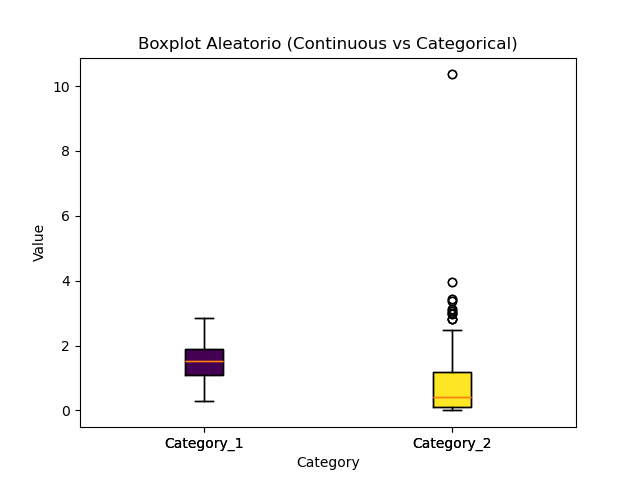 Boxplot Aleatorio (Continuous vs Categorical)
10
8
6
4
2
0
Value
Category_1
Category_2
Category